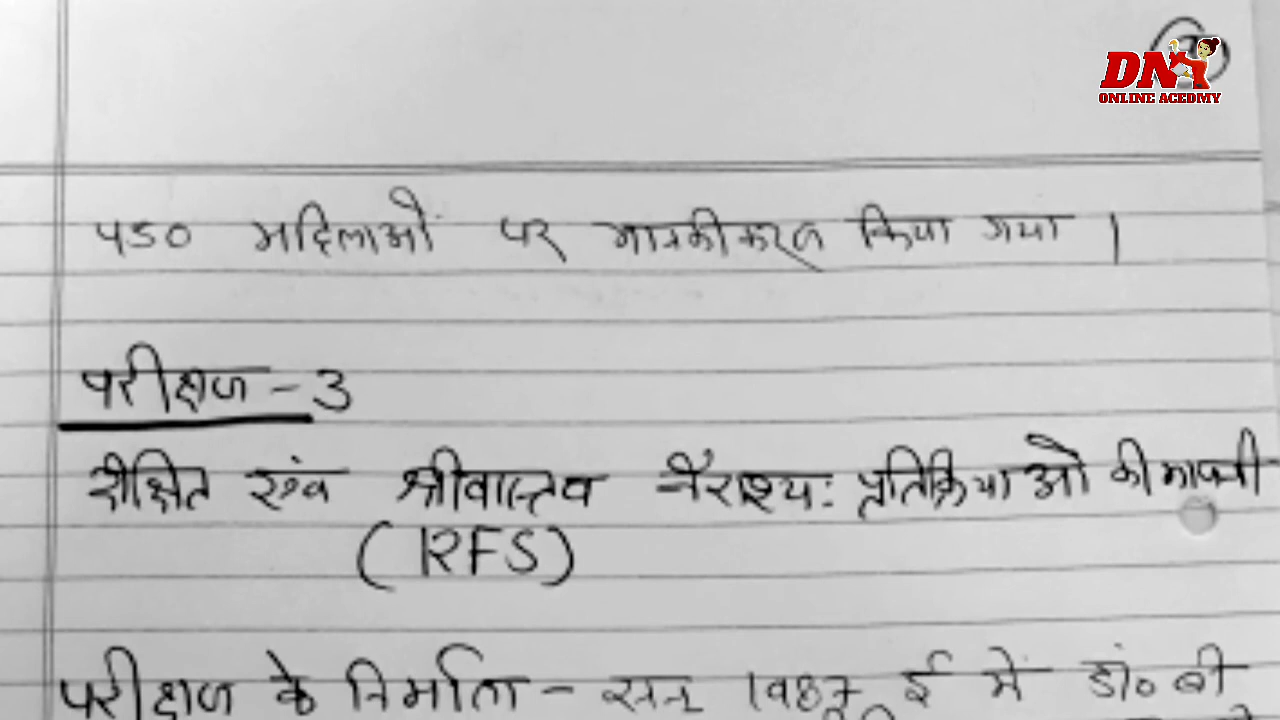 DN
ONLINE ACEDMY
450 महिलाओं पर मानकीकरण किया गया ।
परीक्षण - 3
दीक्षित एवं श्रीवास्तव नैराश्य: प्रतिक्रियाओ की मापनी
(RFS)
परीक्षण के निर्माता - सन् 1987 ई में डॉ० बी